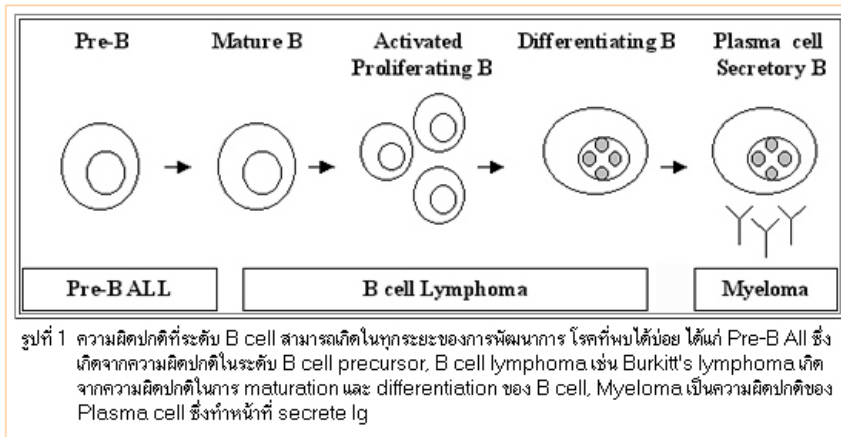 Pre-B
Mature B
Activated
Proliferating B
Differentiating B
Plasma cell
Secretory B
Pre-B ALL
B cell Lymphoma
Myeloma
รูปที่ 1 ความผิดปกติที่ระดับ B cell สามารถเกิดในทุกระยะของการพัฒนาการ โรคที่พบได้บ่อย ได้แก่ Pre-B All ซึ่ง
เกิดจากความผิดปกติในระดับ B cell precursor, B cell lymphoma เช่น Burkitt's lymphoma เกิด
จากความผิดปกติในการ maturation และ differentiation ของ B cell, Myeloma เป็นความผิดปกติของ
Plasma cell ซึ่งทำหน้าที่ secrete Ig